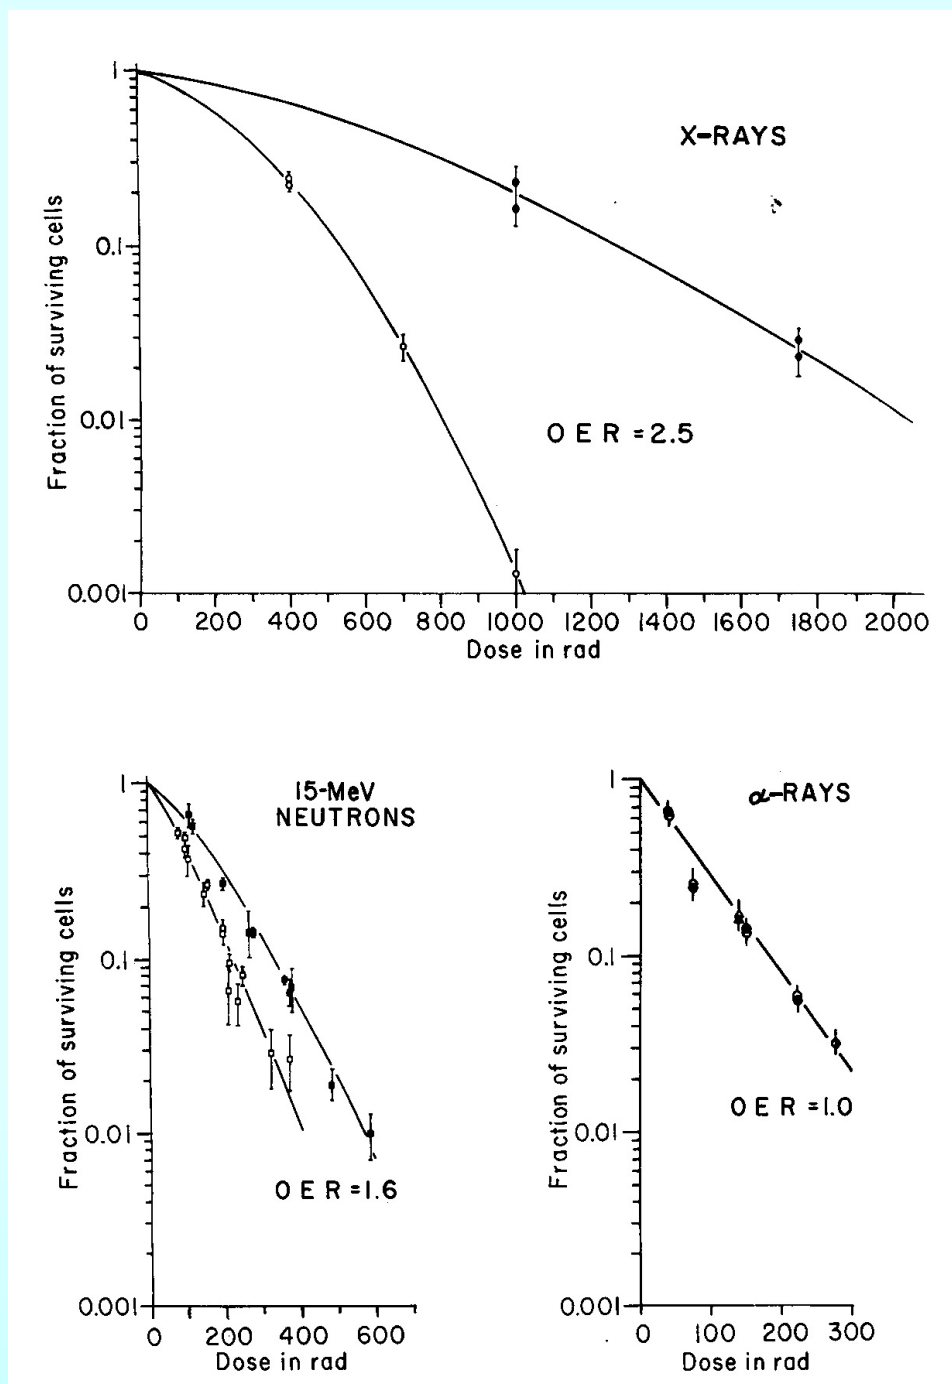 X-RAYS
Fraction of surviving cells
1
0.1
0.01
0.001
OER =2.5
0 200 400 600 800 1000 1200 1400 1600 1800 2000
Dose in rad
15-MeV
NEUTRONS
Fraction of surviving cells
1
0.1
0.01
0.001
OER =1.6
0 200 400 600
Dose in rad
α-RAYS
Fraction of surviving cells
1
0.1
0.01
0.001
OER =1.0
0 100 200 300
Dose in rad